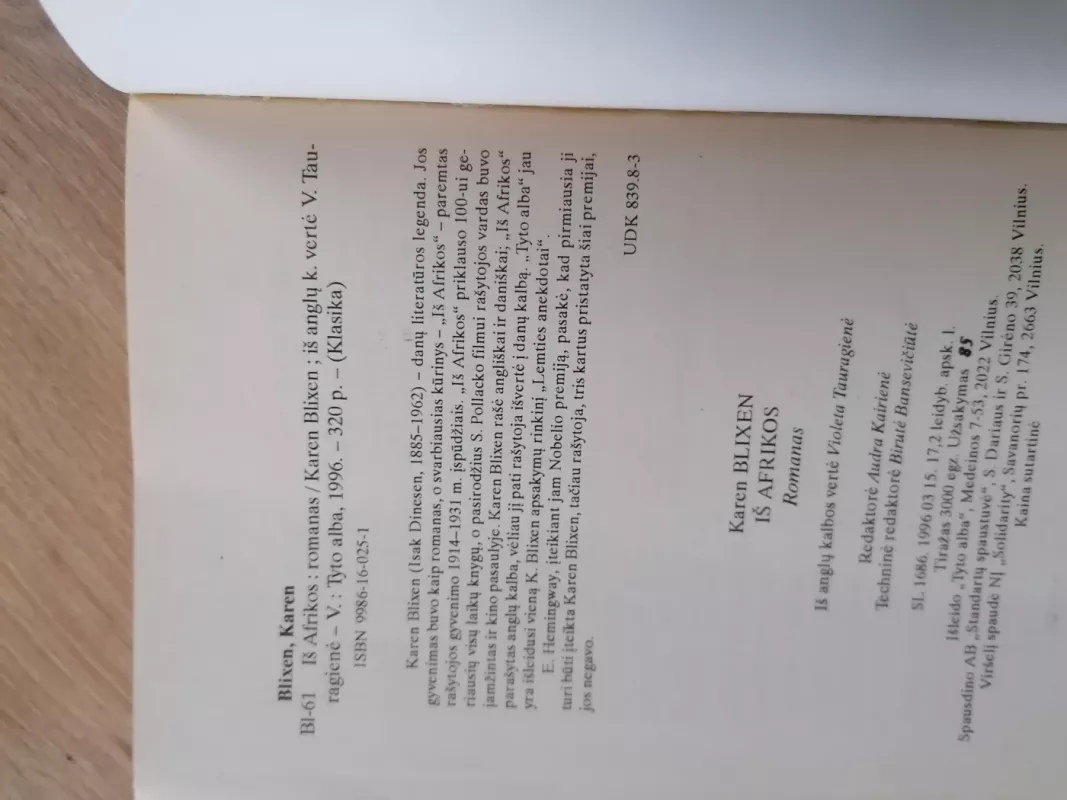 Blixen, Karen
Bl-61 Iš Afrikos : romanas / Karen Blixen ; iš anglų k. vertė V. Tau-
ragienė – V. : Tyto alba, 1996. – 320 p. – (Klasika)
ISBN 9986-16-025-1
Karen Blixen (Isak Dinesen, 1885–1962) – danų literatūros legenda. Jos
gyvenimas buvo kaip romanas, o svarbiausias kūrinys – „Iš Afrikos“ – paremtas
rašytojos gyvenimo 1914–1931 m. įspūdžiais. „Iš Afrikos“ priklauso 100-ui ge-
riausių visų laikų knygų, o pasirodžius S. Pollacko filmui rašytojos vardas buvo
įamžintas ir kino pasaulyje. Karen Blixen rašė angliškai ir daniškai; „Iš Afrikos“
parašytas anglų kalba, vėliau jį pati rašytoja išvertė į danų kalbą. „Tyto alba“ jau
yra išleidusi vieną K. Blixen apsakymų rinkinį „Lemties anekdotai“.
E. Hemingway, įteikiant jam Nobelio premiją, pasakė, kad pirmiausia ji
turi būti įteikta Karen Blixen, tačiau rašytoja, tris kartus pristatyta šiai premijai,
jos negavo.
UDK 839.8-3
Karen BLIXEN
IŠ AFRIKOS
Romanas
Iš anglų kalbos vertė Violeta Tauragienė
Redaktorė Audra Kairienė
Techninė redaktorė Birutė Bansevičiūtė
SL 1686. 1996 03 15. 17,2 leidyb. apsk. l.
Tiražas 3000 egz. Užsakymas 85
Išleido „Tyto alba“, Medeinos 7-53, 2022 Vilnius.
Spausdino AB „Standartų spaustuvė“, S. Dariaus ir S. Girėno 39, 2038 Vilnius.
Viršelį spaudė NĮ „Solidarity“, Savanorių pr. 174, 2663 Vilnius.
Kaina sutartinė